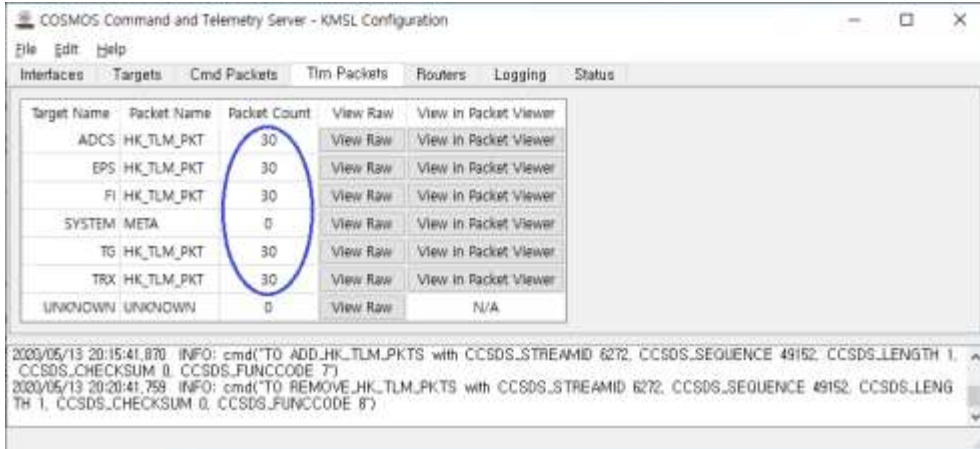 COSMOS Command and Telemetry Server - KMSL Configuration
File Edit Help
Interfaces Targets Cmd Packets Tlm Packets Routers Logging Status
Target Name Packet Name Packet Count View Raw View in Packet Viewer
ADCS HK_TLM_PKT 30 View Raw View in Packet Viewer
EPS HK_TLM_PKT 30 View Raw View in Packet Viewer
FI HK_TLM_PKT 30 View Raw View in Packet Viewer
SYSTEM META 0 View Raw View in Packet Viewer
TG HK_TLM_PKT 30 View Raw View in Packet Viewer
TRX HK_TLM_PKT 30 View Raw View in Packet Viewer
UNKNOWN UNKNOWN 0 View Raw N/A
2020/05/13 20:15:41.870 INFO: cmd("TO ADD_HK_TLM_PKTS with CCSDS_STREAMID 6272, CCSDS_SEQUENCE 49152, CCSDS_LENGTH 1,
CCSDS_CHECKSUM 0, CCSDS_FUNCCODE 7")
2020/05/13 20:20:41.759 INFO: cmd("TO REMOVE_HK_TLM_PKTS with CCSDS_STREAMID 6272, CCSDS_SEQUENCE 49152, CCSDS_LENG
TH 1, CCSDS_CHECKSUM 0, CCSDS_FUNCCODE 8")